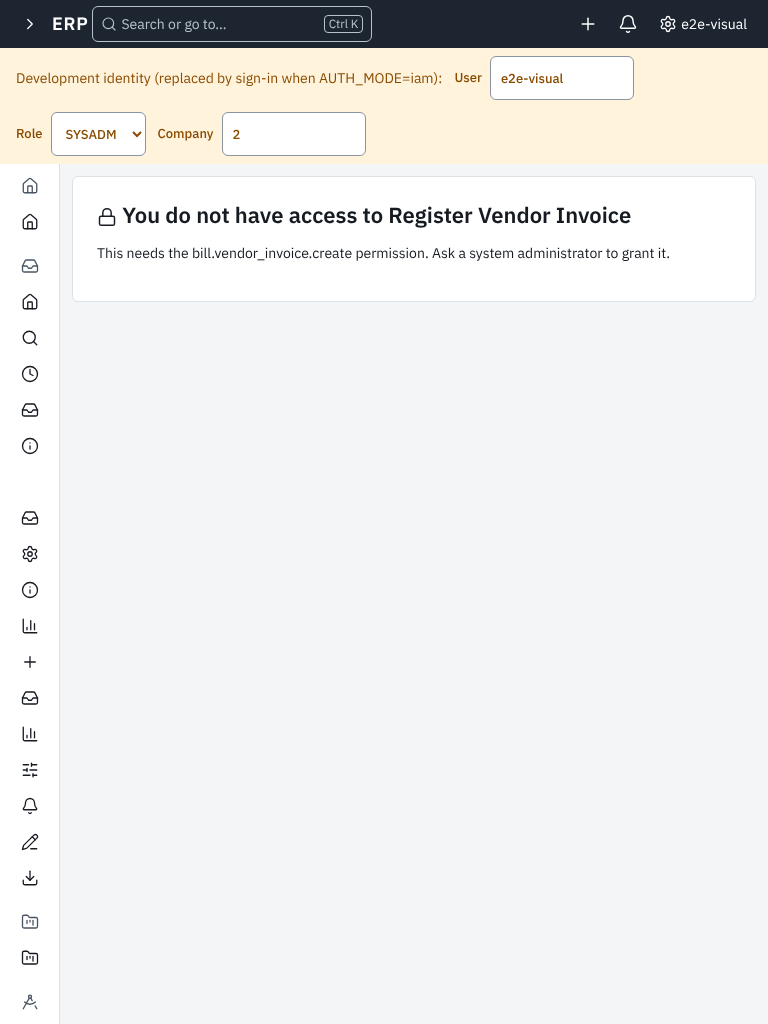 ERP
Search or go to...
Ctrl K
e2e-visual
Development identity (replaced by sign-in when AUTH_MODE=iam):
User
e2e-visual
Role
SYSADM
Company
2
You do not have access to Register Vendor Invoice
This needs the bill.vendor_invoice.create permission. Ask a system administrator to grant it.